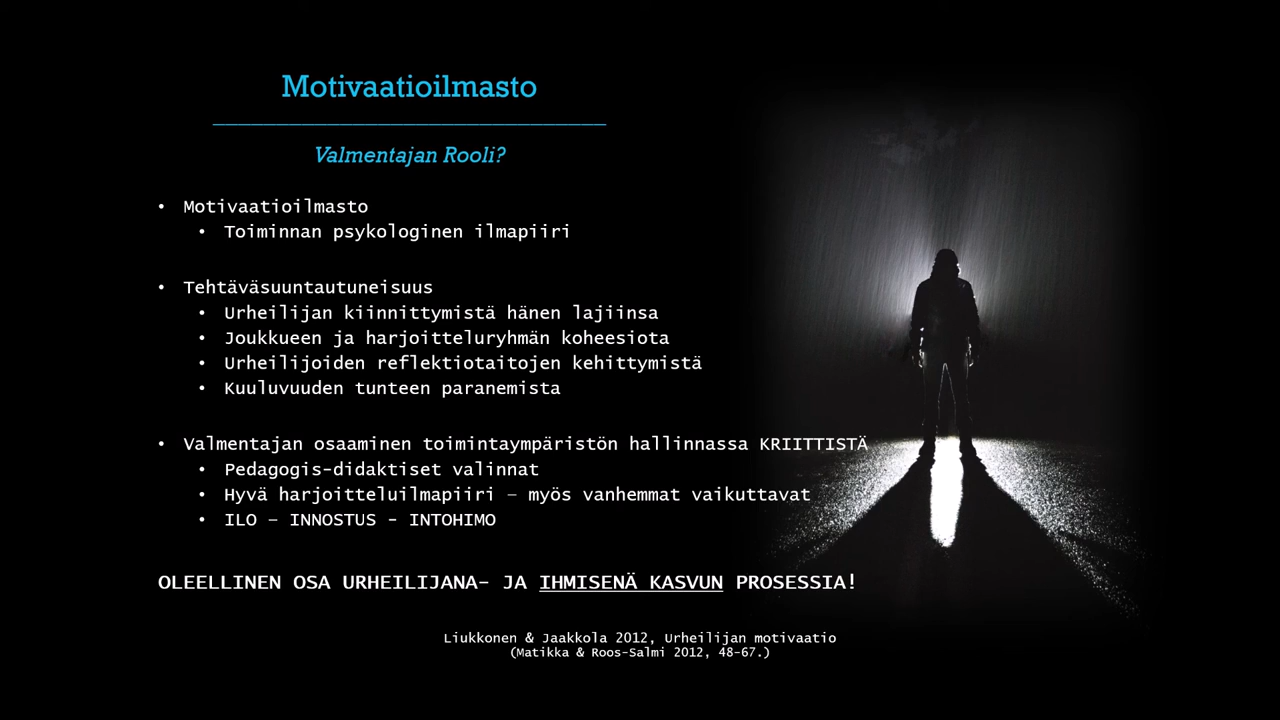 Motivaatioilmasto
Valmentajan Rooli?
• Motivaatioilmasto
• Toiminnan psykologinen ilmapiiri
• Tehtäväsuuntautuneisuus
• Urheilijan kiinnittymistä hänen lajiinsa
• Joukkueen ja harjoitteluryhmän koheesiota
• Urheilijoiden reflektiotaitojen kehittymistä
• Kuuluvuuden tunteen paranemista
• Valmentajan osaaminen toimintaympäristön hallinnassa KRIITTISTÄ
• Pedagogis-didaktiset valinnat
• Hyvä harjoitteluilmapiiri – myös vanhemmat vaikuttavat
• ILO – INNOSTUS - INTOHIMO
OLEELLINEN OSA URHEILIJANA- JA IHMISENÄ KASVUN PROSESSIA!
Liukkonen & Jaakkola 2012, Urheilijan motivaatio
(Matikka & Roos-Salmi 2012, 48-67.)